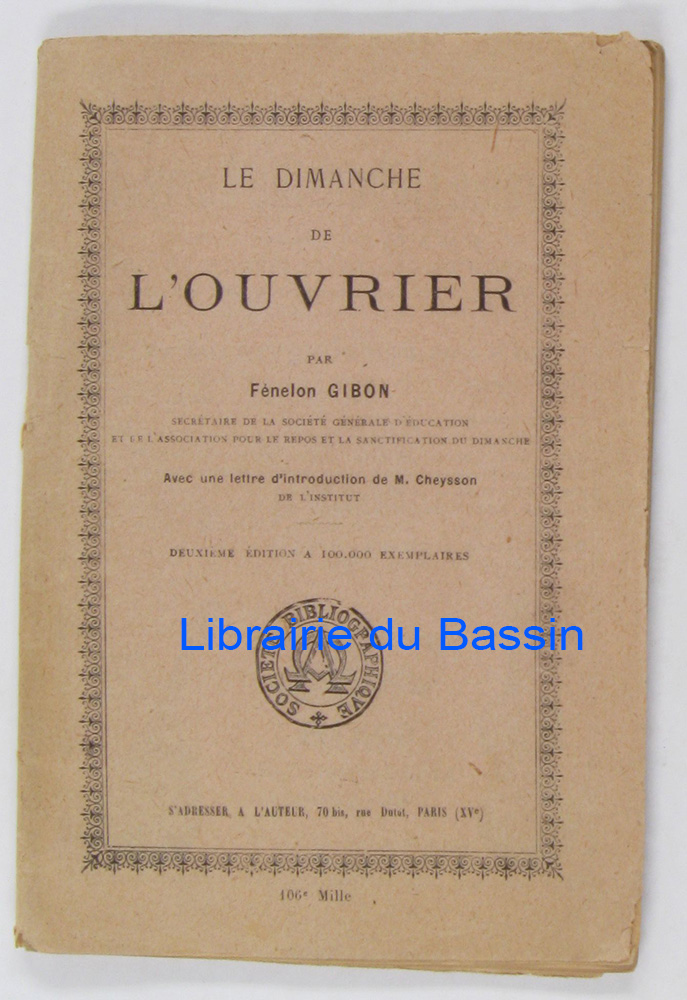 LE DIMANCHE
DE
L'OUVRIER
PAR
Fénelon GIBON
SECRÉTAIRE DE LA SOCIÉTÉ GÉNÉRALE D'ÉDUCATION
ET DE L'ASSOCIATION POUR LE REPOS ET LA SANCTIFICATION DU DIMANCHE
Avec une lettre d'introduction de M. Cheysson
DE L'INSTITUT
DEUXIÈME ÉDITION A 100.000 EXEMPLAIRES
Librairie du Bassin
SOCIETE BIBLIOGRAPHIQVE
S'ADRESSER, A L'AUTEUR, 70 bis, rue Dutot, PARIS (XVe)
106e Mille